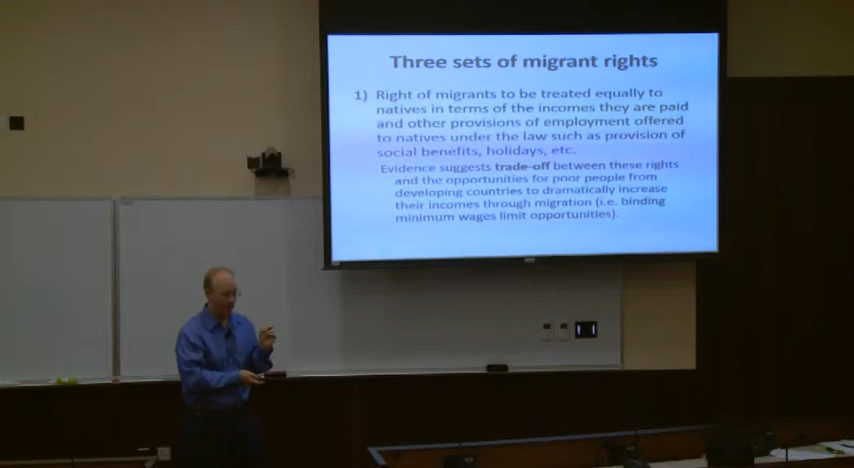 Three sets of migrant rights
1) Right of migrants to be treated equally to
natives in terms of the incomes they are paid
and other provisions of employment offered
to natives under the law such as provision of
social benefits, holidays, etc.
Evidence suggests trade-off between these rights
and the opportunities for poor people from
developing countries to dramatically increase
their incomes through migration (i.e. binding
minimum wages limit opportunities).